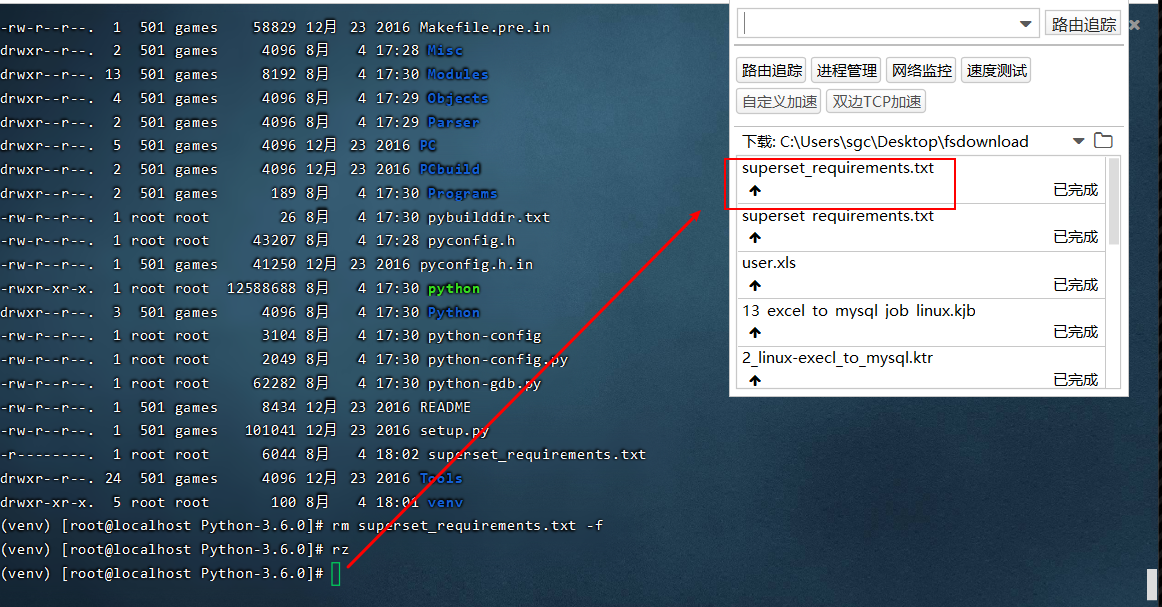 -rw-r--r--.  1  501 games    58829 12月  23 2016 Makefile.pre.in
drwxr--r--.  2  501 games     4096 8月    4 17:28 Misc
drwxr--r--. 13  501 games     8192 8月    4 17:30 Modules
drwxr--r--.  4  501 games     4096 8月    4 17:29 Objects
drwxr--r--.  2  501 games     4096 8月    4 17:29 Parser
drwxr--r--.  5  501 games     4096 12月  23 2016 PC
drwxr--r--.  2  501 games     4096 12月  23 2016 PCbuild
drwxr--r--.  2  501 games      189 8月    4 17:30 Programs
-rw-r--r--.  1 root root        26 8月    4 17:30 pybuilddir.txt
-rw-r--r--.  1 root root     43207 8月    4 17:28 pyconfig.h
-rw-r--r--.  1  501 games    41250 12月  23 2016 pyconfig.h.in
-rwxr-xr-x.  1 root root  12588688 8月    4 17:30 python
drwxr--r--.  3  501 games     4096 8月    4 17:30 Python
-rw-r--r--.  1 root root      3104 8月    4 17:30 python-config
-rw-r--r--.  1 root root      2049 8月    4 17:30 python-config.py
-rw-r--r--.  1 root root     62282 8月    4 17:30 python-gdb.py
-rw-r--r--.  1  501 games     8434 12月  23 2016 README
-rw-r--r--.  1  501 games   101041 12月  23 2016 setup.py
-r--------.  1 root root      6044 8月    4 18:02 superset_requirements.txt
drwxr--r--. 24  501 games     4096 12月  23 2016 Tools
drwxr-xr-x.  5 root root       100 8月    4 18:01 venv
(venv) [root@localhost Python-3.6.0]# rm superset_requirements.txt -f
(venv) [root@localhost Python-3.6.0]# rz
(venv) [root@localhost Python-3.6.0]#
路由追踪
路由追踪 进程管理 网络监控 速度测试
自定义加速 双边TCP加速
下载: C:\Users\sgc\Desktop\fsdownload
superset_requirements.txt
已完成
superset_requirements.txt
已完成
user.xls
已完成
13_excel_to_mysql_job_linux.kjb
已完成
2_linux-execl_to_mysql.ktr
已完成